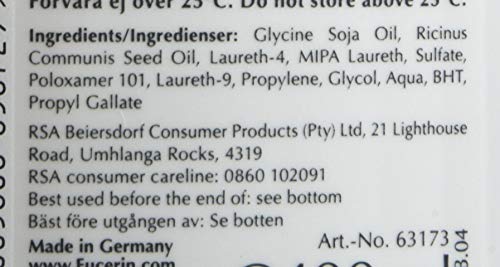 Förvara ej över 25°C. Do not store above 25°C.
Ingredients/Ingredienser: Glycine Soja Oil, Ricinus
Communis Seed Oil, Laureth-4, MIPA Laureth, Sulfate,
Poloxamer 101, Laureth-9, Propylene, Glycol, Aqua, BHT,
Propyl Gallate
RSA Beiersdorf Consumer Products (Pty) Ltd, 21 Lighthouse
Road, Umhlanga Rocks, 4319
RSA consumer careline: 0860 102091
Best used before the end of: see bottom
Bäst före utgången av: Se botten
Made in Germany
Art.-No. 63173
www.Eucerin.com
3.04